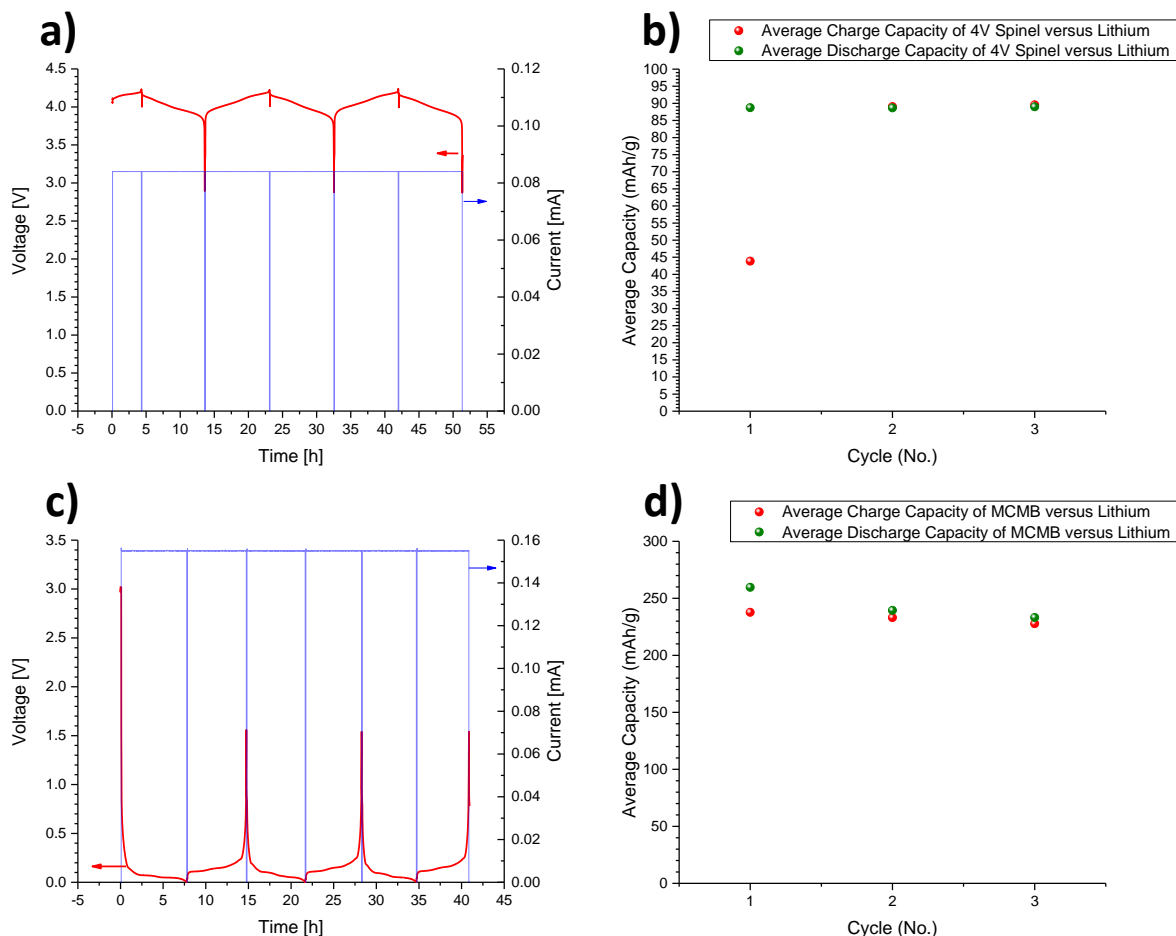 a)
4.5
4.0
3.5
3.0
2.5
2.0
1.5
1.0
0.5
0.0
Voltage [V]
-5 0 5 10 15 20 25 30 35 40 45 50 55
Time [h]
0.12
0.10
0.08
0.06
0.04
0.02
0.00
Current [mA]
b)
Average Charge Capacity of 4V Spinel versus Lithium
Average Discharge Capacity of 4V Spinel versus Lithium
100
95
90
85
80
75
70
65
60
55
50
45
40
35
30
25
20
15
10
5
0
Average Capacity (mAh/g)
1 2 3
Cycle (No.)
c)
3.5
3.0
2.5
2.0
1.5
1.0
0.5
0.0
Voltage [V]
-5 0 5 10 15 20 25 30 35 40 45
Time [h]
0.16
0.14
0.12
0.10
0.08
0.06
0.04
0.02
0.00
Current [mA]
d)
Average Charge Capacity of MCMB versus Lithium
Average Discharge Capacity of MCMB versus Lithium
300
250
200
150
100
50
0
Average Capacity (mAh/g)
1 2 3
Cycle (No.)